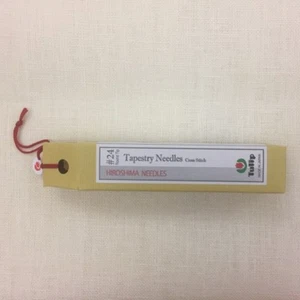 #24
Tapestry Needles Cross Stitch
HIROSHIMA NEEDLES
Tulip